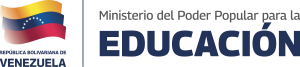 REPÚBLICA BOLIVARIANA DE
VENEZUELA
Ministerio del Poder Popular para la
EDUCACIÓN